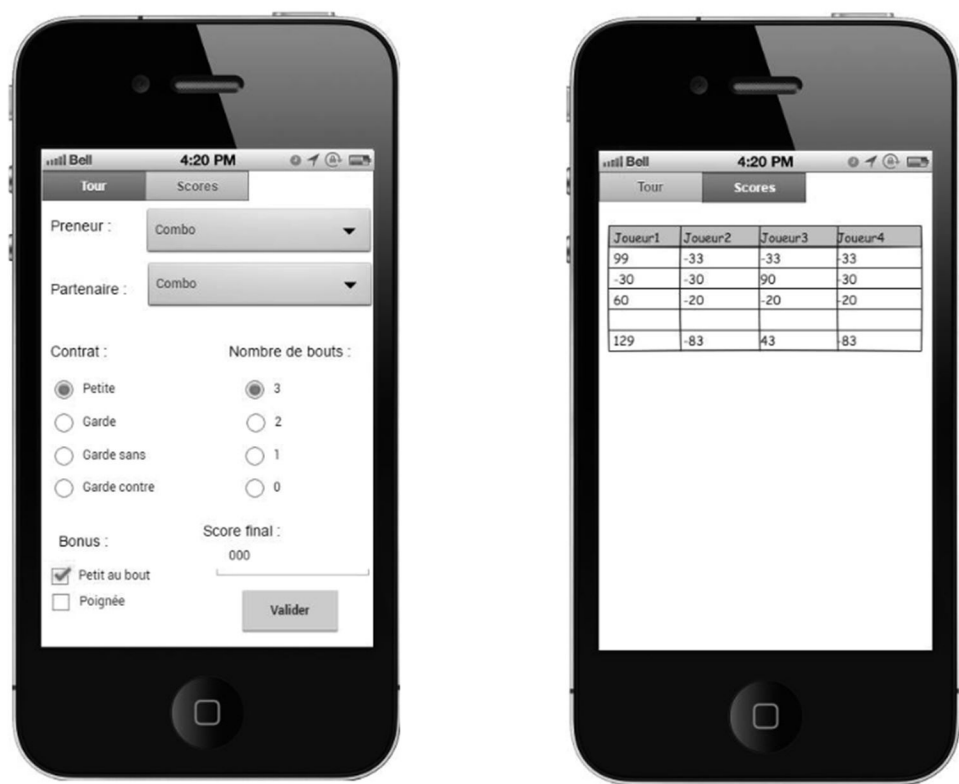 Bell 4:20 PM
Tour Scores
Preneur : Combo
Partenaire : Combo
Contrat : Nombre de bouts :
Petite 3
Garde 2
Garde sans 1
Garde contre 0
Bonus : Score final :
000
Petit au bout
Poignée Valider
Bell 4:20 PM
Tour Scores
Joueur1 Joueur2 Joueur3 Joueur4
99 -33 -33 -33
-30 -30 90 -30
60 -20 -20 -20
129 -83 43 -83